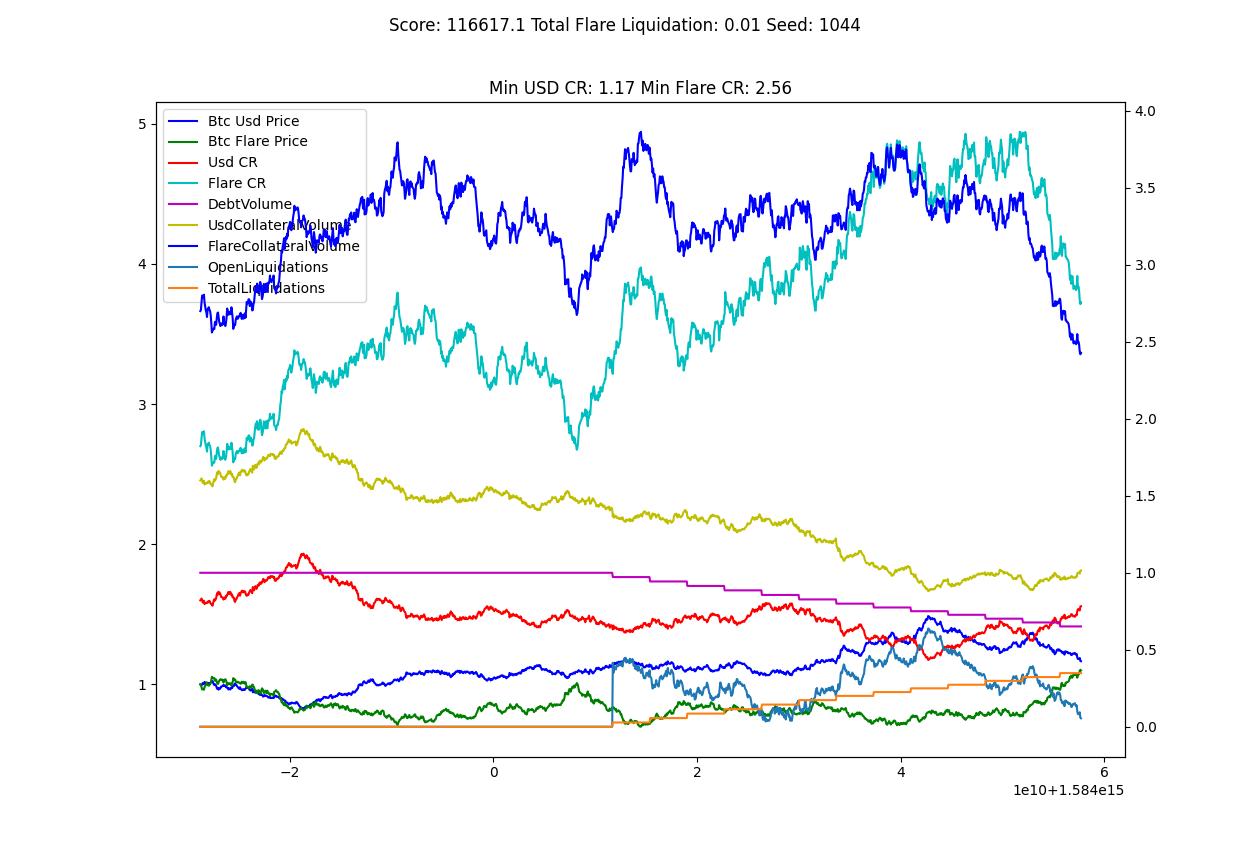 Score: 116617.1 Total Flare Liquidation: 0.01 Seed: 1044
Min USD CR: 1.17 Min Flare CR: 2.56
Btc Usd Price
Btc Flare Price
Usd CR
Flare CR
DebtVolume
UsdCollateralVolume
FlareCollateralVolume
OpenLiquidations
TotalLiquidations
5
4
3
2
1
4.0
3.5
3.0
2.5
2.0
1.5
1.0
0.5
0.0
−2
0
2
4
6
1e10+1.584e15